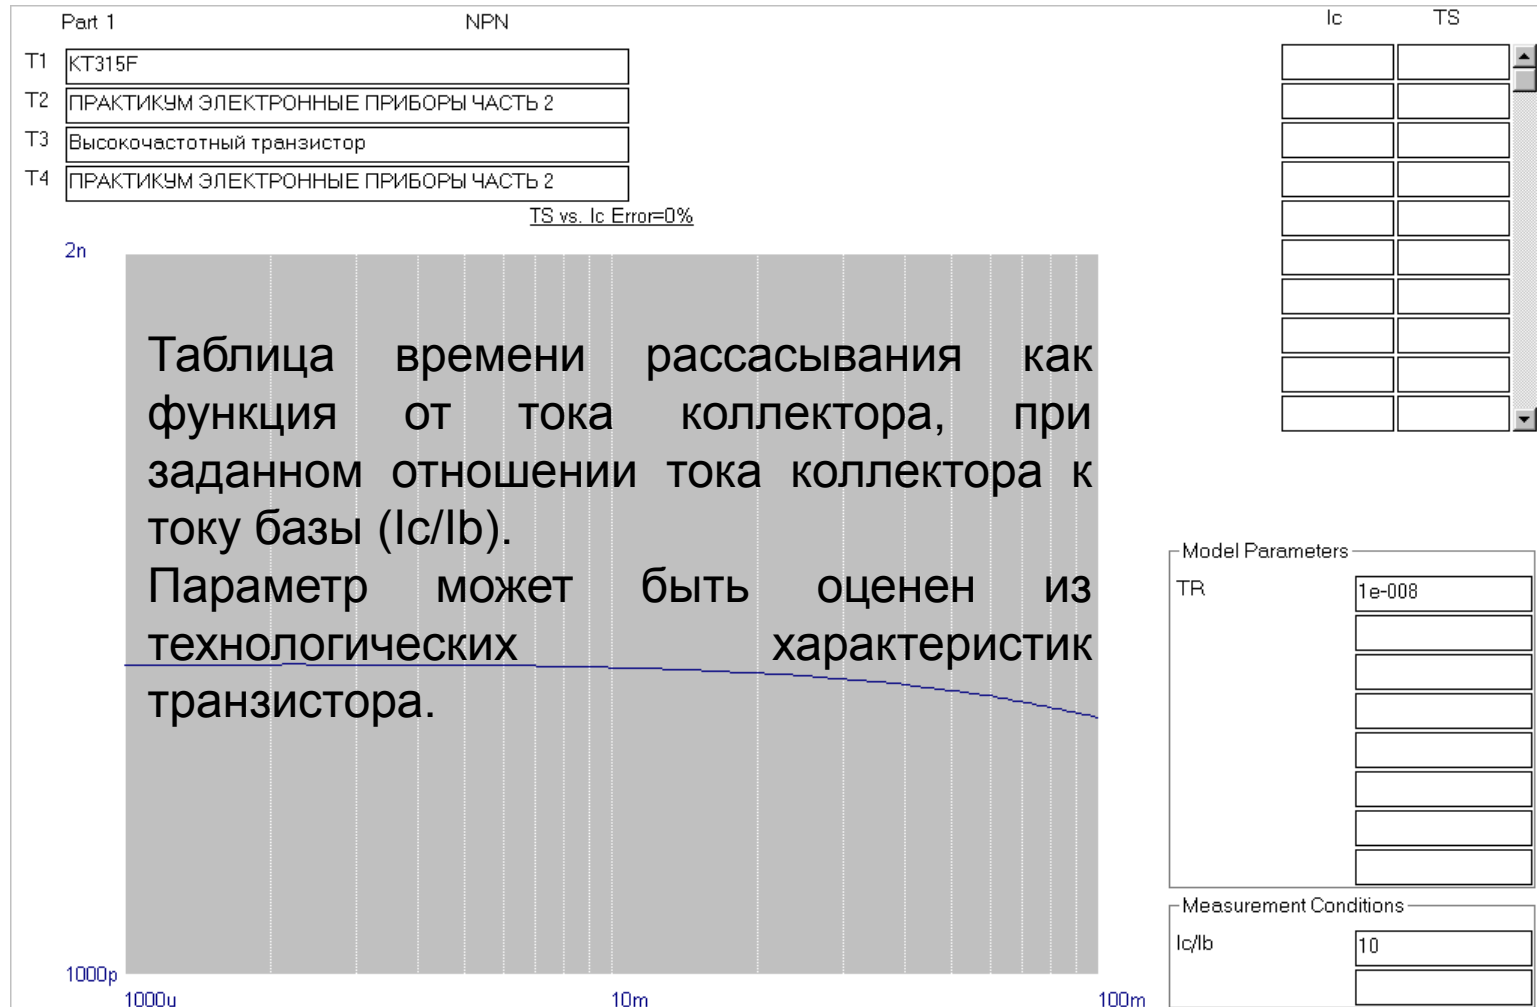 Part 1 NPN Ic TS
T1 KT315F
T2 ПРАКТИКУМ ЭЛЕКТРОННЫЕ ПРИБОРЫ ЧАСТЬ 2
T3 Высокочастотный транзистор
T4 ПРАКТИКУМ ЭЛЕКТРОННЫЕ ПРИБОРЫ ЧАСТЬ 2
TS vs. Ic Error=0%
2n
Таблица времени рассасывания как
функция от тока коллектора, при
заданном отношении тока коллектора к
току базы (Ic/Ib).
Параметр может быть оценен из
технологических характеристик
транзистора.
1000p
1000u 10m 100m
Model Parameters
TR 1e-008
Measurement Conditions
Ic/Ib 10